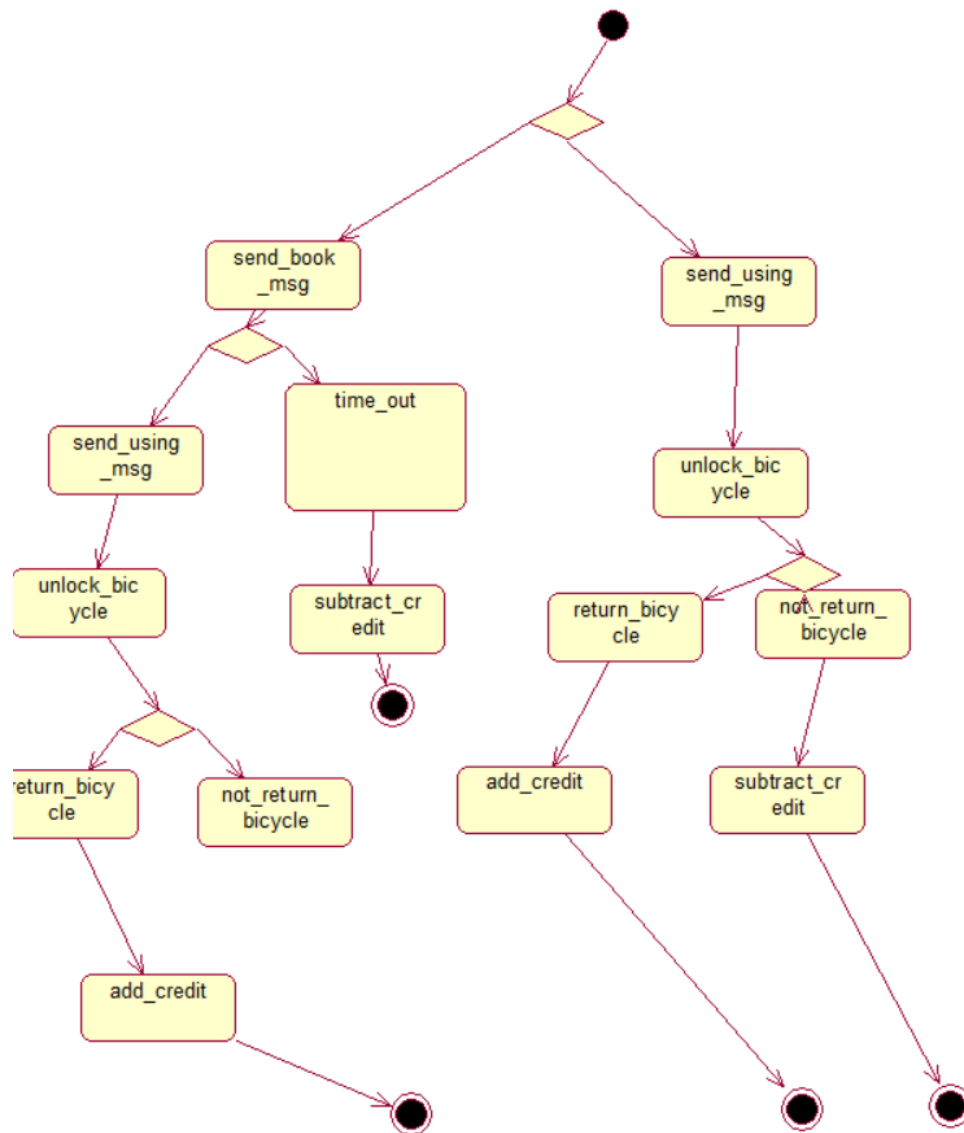 send_book
_msg
send_using
_msg
time_out
send_using
_msg
unlock_bic
ycle
unlock_bic
ycle
subtract_cr
edit
return_bicy
cle
not_return_
bicycle
return_bicy
cle
not_return_
bicycle
add_credit
subtract_cr
edit
add_credit